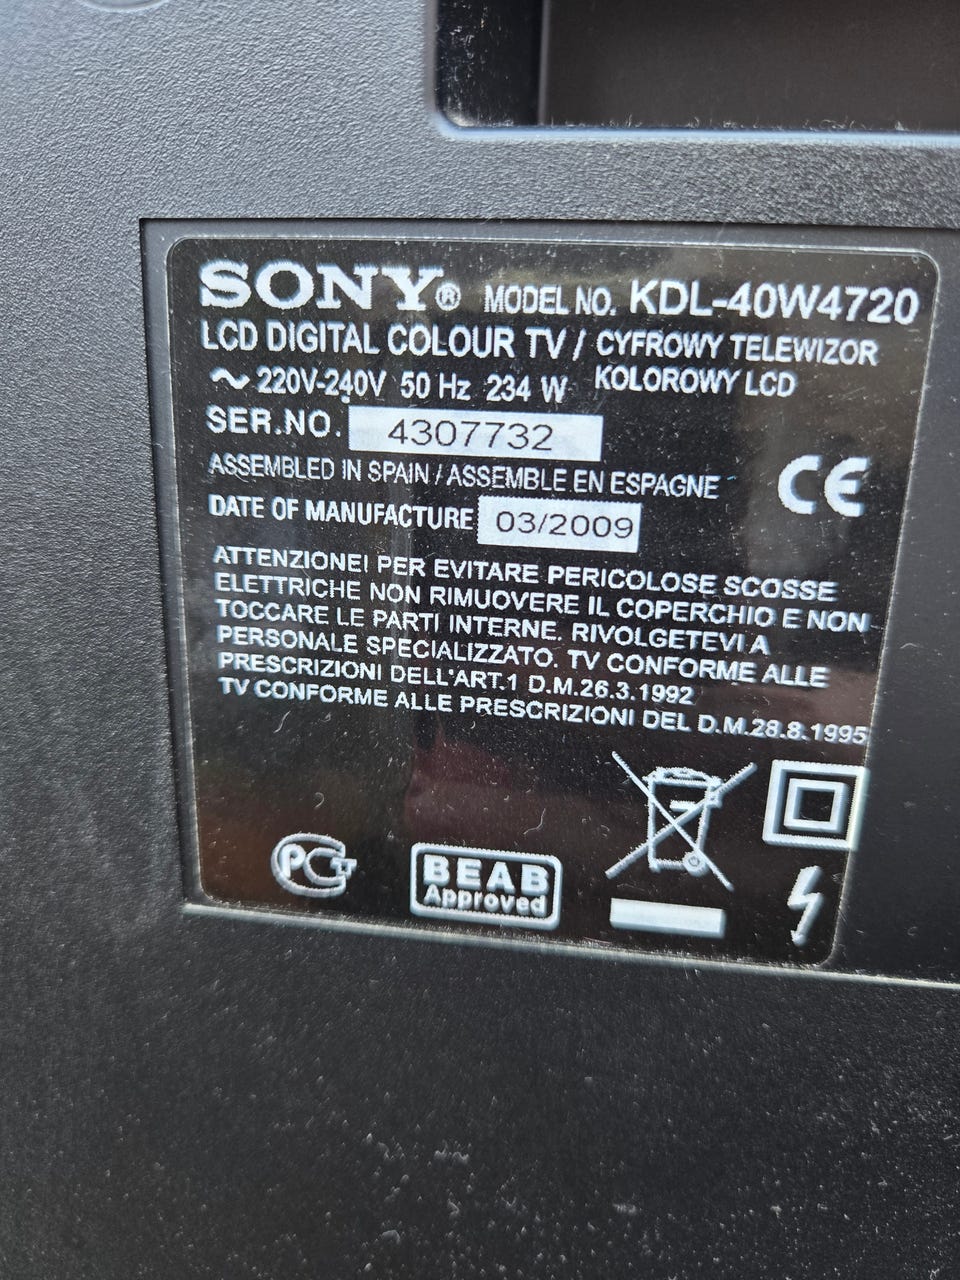 SONY® MODEL NO. KDL-40W4720
LCD DIGITAL COLOUR TV / CYFROWY TELEWIZOR
~ 220V-240V 50 Hz 234 W KOLOROWY LCD
SER.NO. 4307732
ASSEMBLED IN SPAIN / ASSEMBLE EN ESPAGNE
CE
DATE OF MANUFACTURE 03/2009
ATTENZIONEI PER EVITARE PERICOLOSE SCOSSE
ELETTRICHE NON RIMUOVERE IL COPERCHIO E NON
TOCCARE LE PARTI INTERNE. RIVOLGETEVI A
PERSONALE SPECIALIZZATO. TV CONFORME ALLE
PRESCRIZIONI DELL'ART.1 D.M.26.3.1992
TV CONFORME ALLE PRESCRIZIONI DEL D.M.28.8.1995
PCT
BEAB
Approved